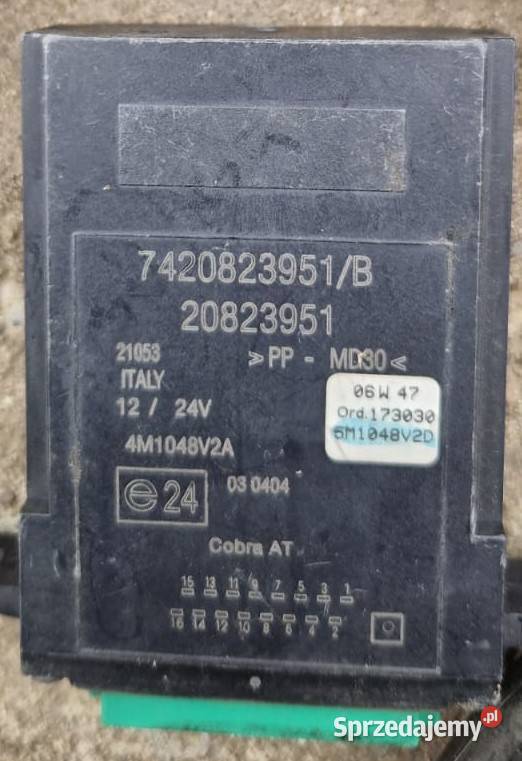 7420823951/B
20823951
21053 >PP - MD30<
ITALY
12 / 24V
4M1048V2A
06W 47
Ord.173030
6M1048V2D
e24 03 0404
Cobra AT
15 13 11 9 7 5 3 1
16 14 12 10 8 6 4 2
Sprzedajemy.pl